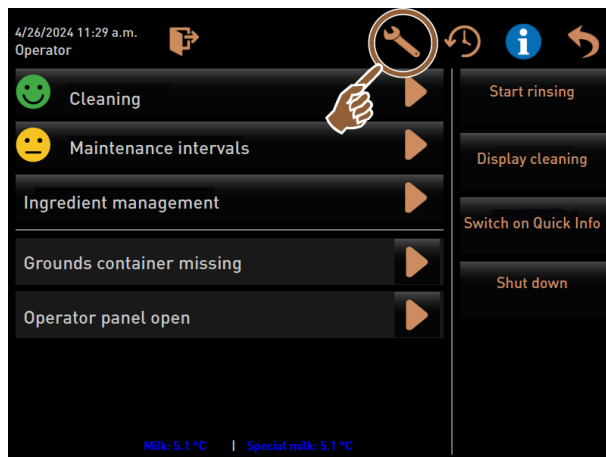 4/26/2024 11:29 a.m.
Operator
Cleaning
Start rinsing
Maintenance intervals
Display cleaning
Ingredient management
Switch on Quick Info
Grounds container missing
Shut down
Operator panel open
Milk: 5.1 °C | Special milk: 5.1 °C